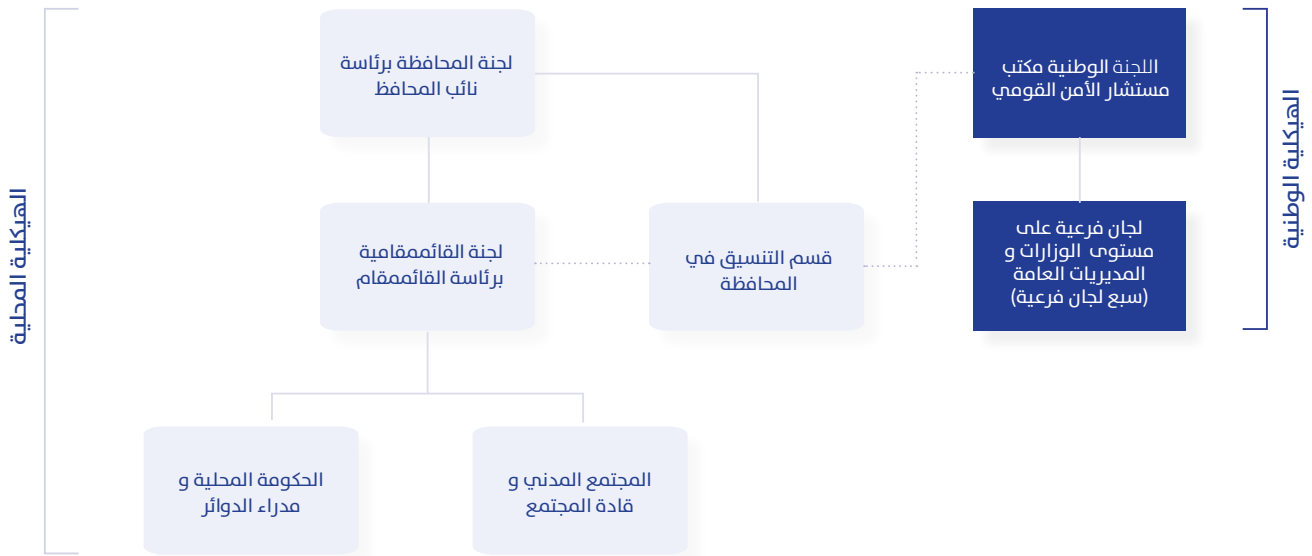 الهيكلية الوطنية
اللجنة الوطنية مكتب
مستشار الأمن القومي
لجان فرعية على
مستوى الوزارات و
المديريات العامة
(سبع لجان فرعية)
لجنة المحافظة برئاسة
نائب المحافظ
قسم التنسيق في
المحافظة
لجنة القائممقامية
برئاسة القائممقام
المجتمع المدني و
قادة المجتمع
الحكومة المحلية و
مدراء الدوائر
الهيكلية المحلية